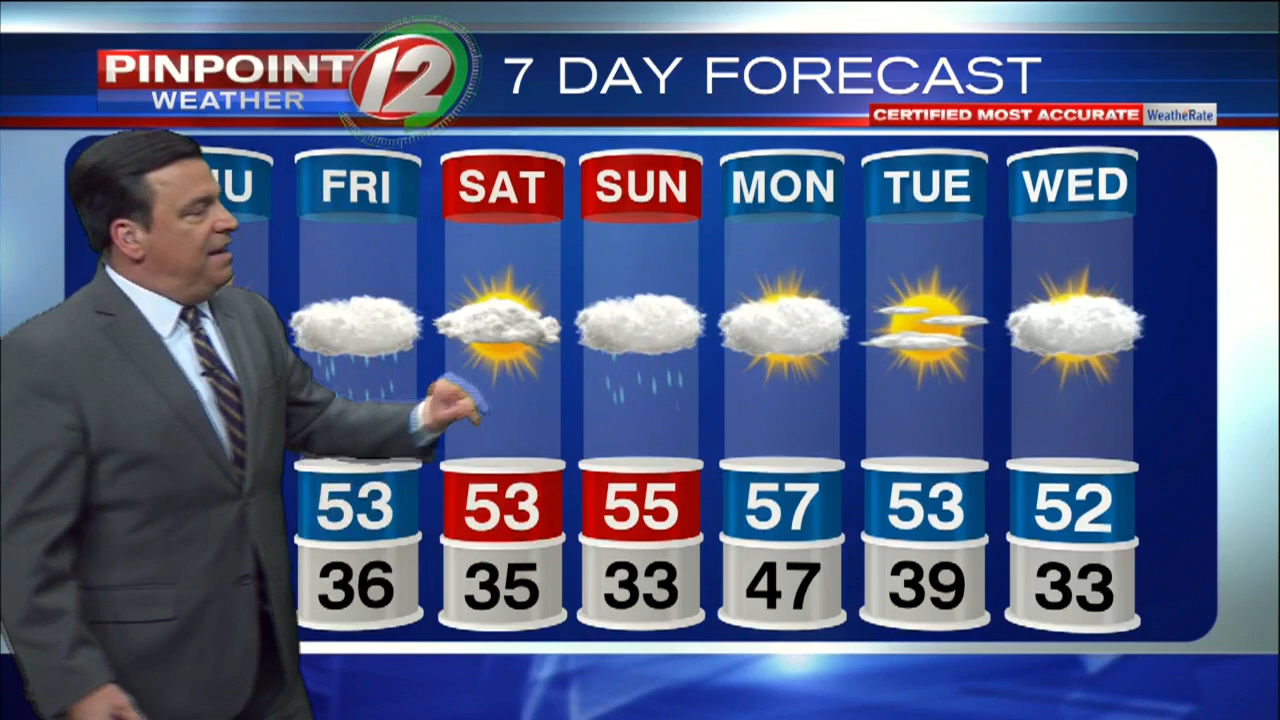 PINPOINT 12
WEATHER
7 DAY FORECAST
CERTIFIED MOST ACCURATE WeatheRate
FRI SAT SUN MON TUE WED
53 53 55 57 53 52
36 35 33 47 39 33